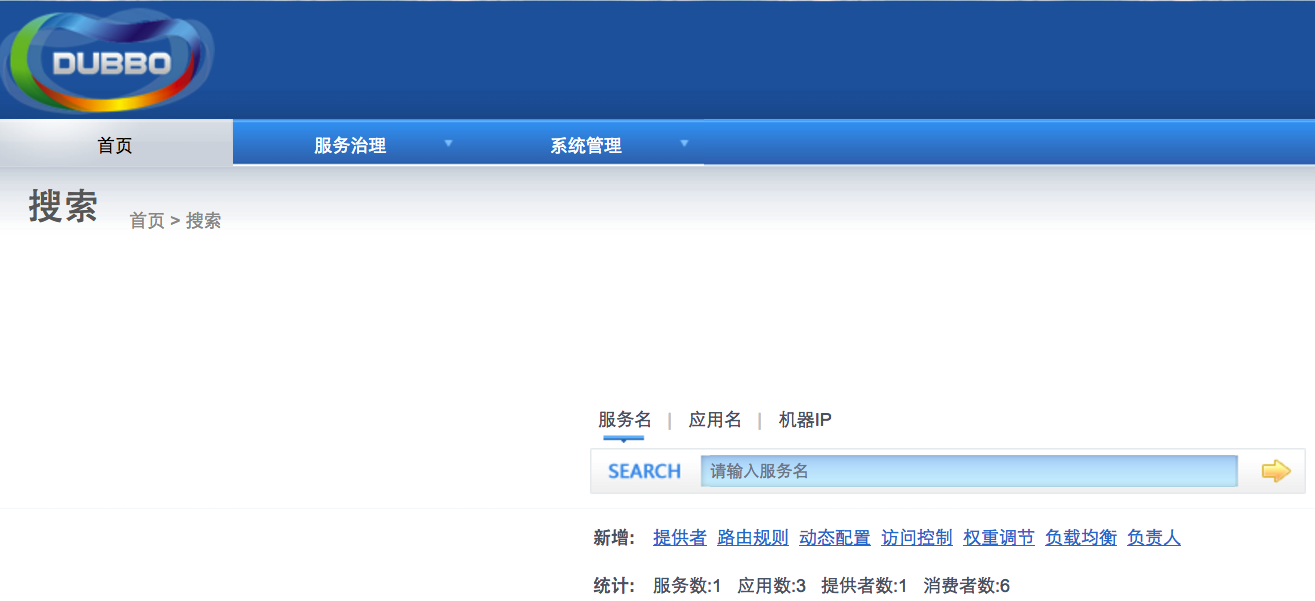 DUBBO
首页 服务治理 系统管理
搜索 首页 > 搜索
服务名 | 应用名 | 机器IP
SEARCH 请输入服务名
新增: 提供者 路由规则 动态配置 访问控制 权重调节 负载均衡 负责人
统计: 服务数:1 应用数:3 提供者数:1 消费者数:6